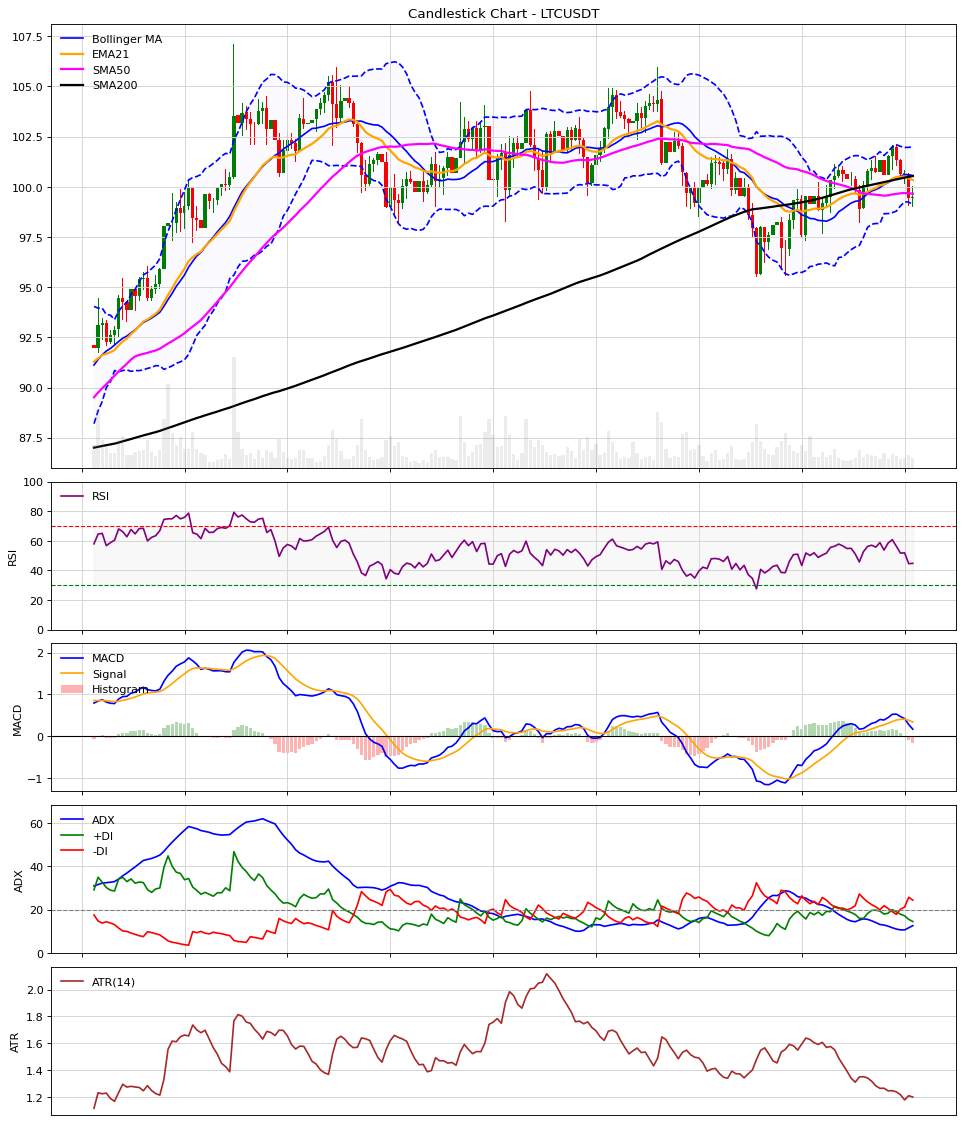 Candlestick Chart - LTCUSDT
107.5
105.0
102.5
100.0
97.5
95.0
92.5
90.0
87.5
Bollinger MA
EMA21
SMA50
SMA200
100
80
60
40
20
0
RSI
RSI
2
1
0
−1
MACD
MACD
Signal
Histogram
60
40
20
0
ADX
ADX
+DI
-DI
2.0
1.8
1.6
1.4
1.2
ATR
ATR(14)